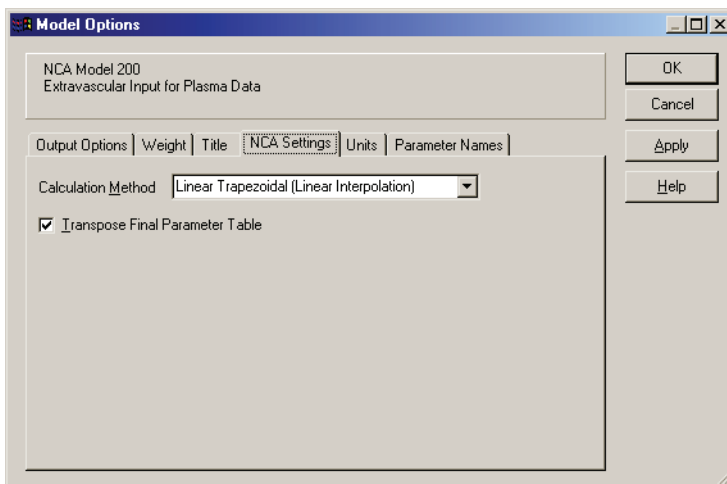 Model Options
NCA Model 200
Extravascular Input for Plasma Data
OK
Cancel
Apply
Help
Output Options
Weight
Title
NCA Settings
Units
Parameter Names
Calculation Method
Linear Trapezoidal (Linear Interpolation)
Transpose Final Parameter Table